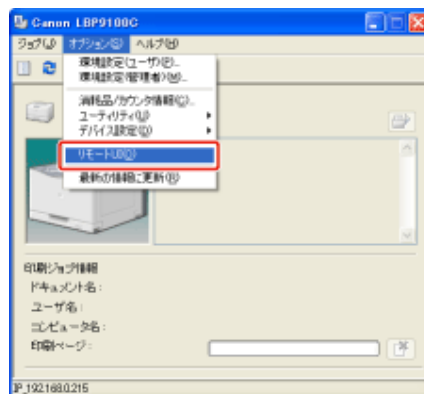 Canon LBP9100C
ジョブ(J) オプション(S) ヘルプ(H)
環境設定(ユーザ)(P)...
環境設定(管理者)(M)...
消耗品/カウンタ情報(C)...
ユーティリティ(U)
デバイス設定(D)
リモートUI(O)
最新の情報に更新(R)
印刷ジョブ情報
ドキュメント名:
ユーザ名:
コンピュータ名:
印刷ページ:
IP_192.168.0.215